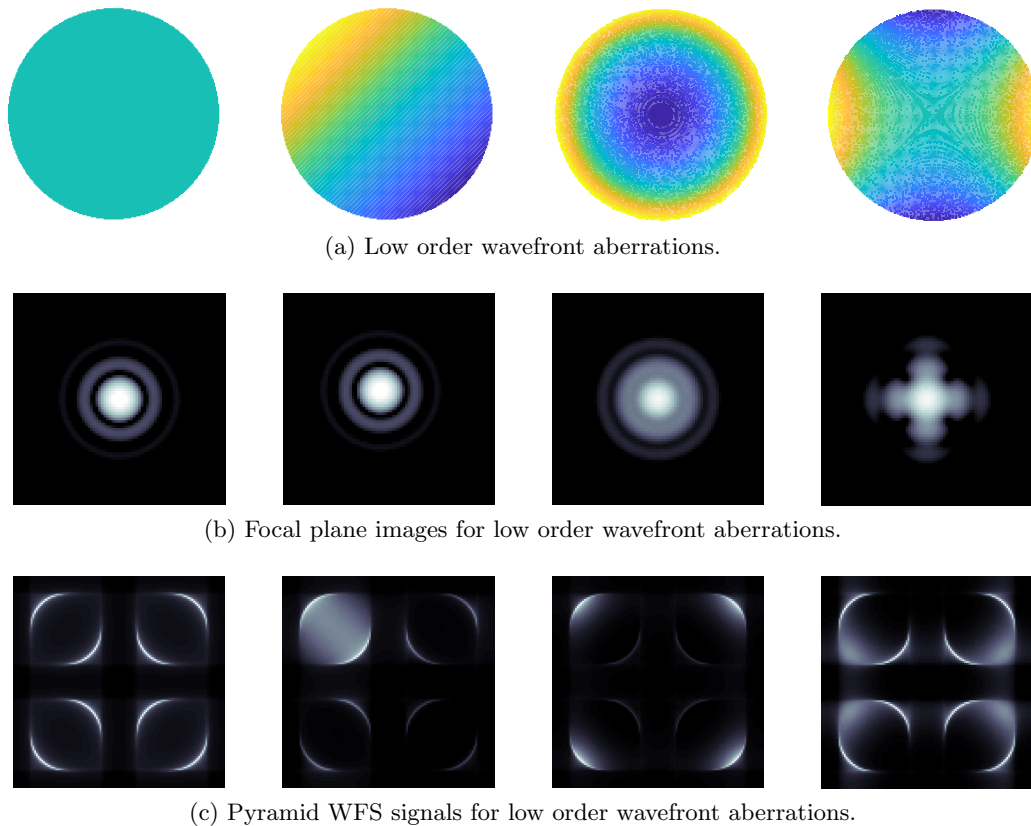 (a) Low order wavefront aberrations.
(b) Focal plane images for low order wavefront aberrations.
(c) Pyramid WFS signals for low order wavefront aberrations.